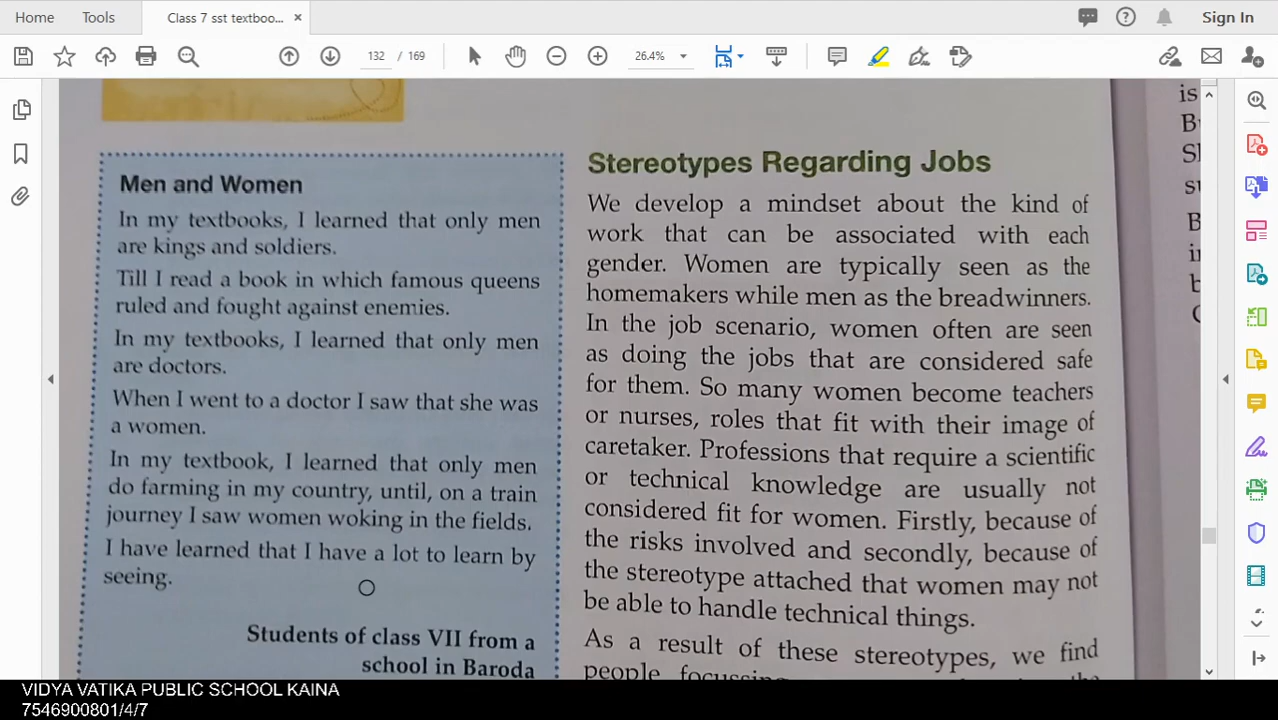 Home
Tools
Class 7 sst textboo...
Sign In
132 / 169
26.4%
Men and Women
In my textbooks, I learned that only men
are kings and soldiers.
Till I read a book in which famous queens
ruled and fought against enemies.
In my textbooks, I learned that only men
are doctors.
When I went to a doctor I saw that she was
a women.
In my textbook, I learned that only men
do farming in my country, until, on a train
journey I saw women woking in the fields.
I have learned that I have a lot to learn by
seeing.
Students of class VII from a
school in Baroda
Stereotypes Regarding Jobs
We develop a mindset about the kind of
work that can be associated with each
gender. Women are typically seen as the
homemakers while men as the breadwinners.
In the job scenario, women often are seen
as doing the jobs that are considered safe
for them. So many women become teachers
or nurses, roles that fit with their image of
caretaker. Professions that require a scientific
or technical knowledge are usually not
considered fit for women. Firstly, because of
the risks involved and secondly, because of
the stereotype attached that women may not
be able to handle technical things.
As a result of these stereotypes, we find
people focussing
is
VIDYA VATIKA PUBLIC SCHOOL KAINA
7546900801/4/7